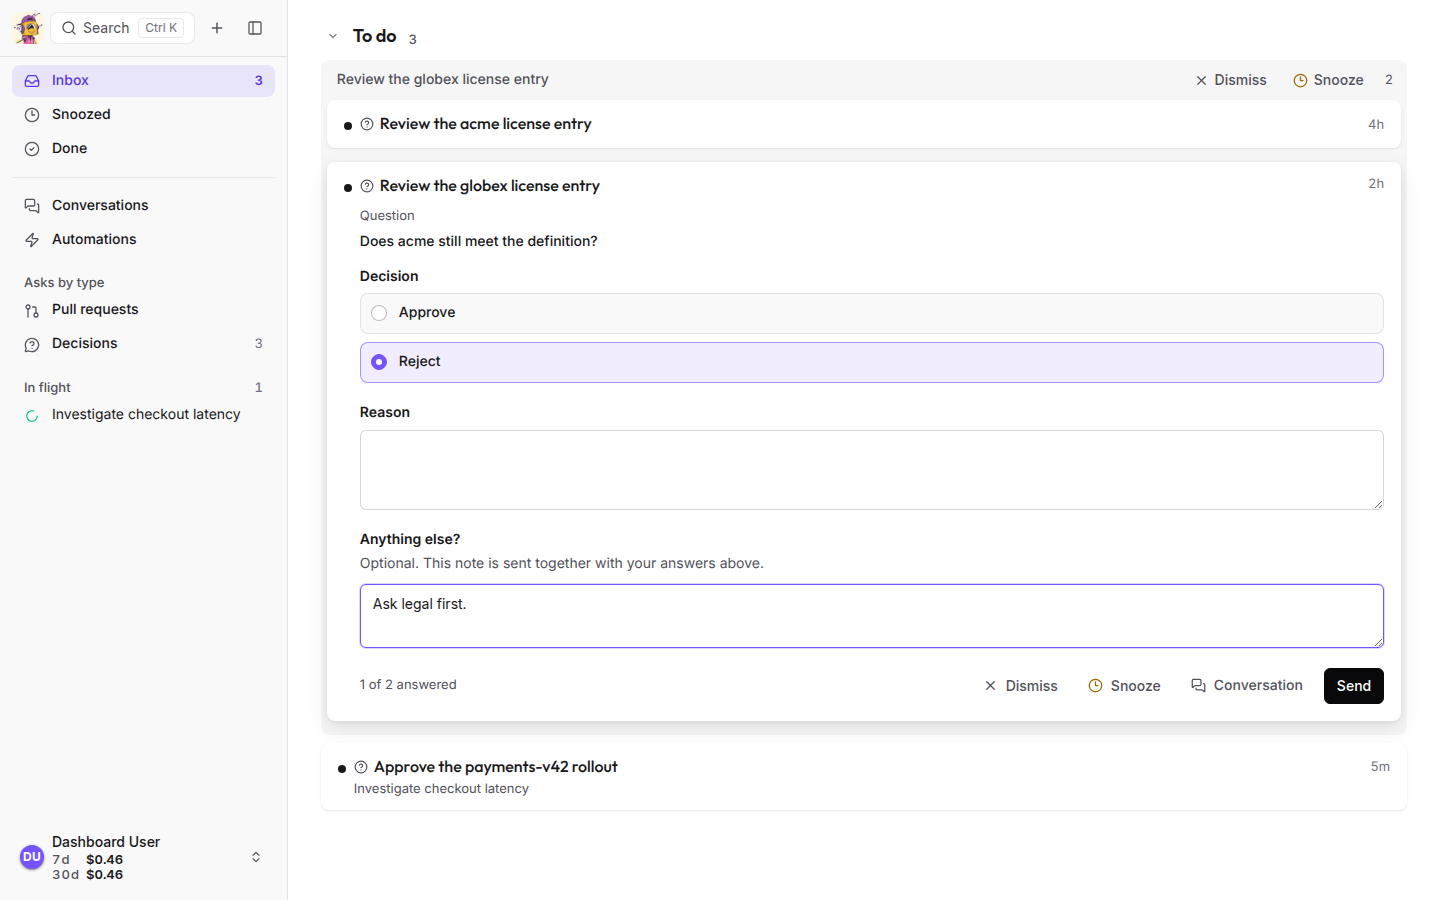 Search Ctrl K
Inbox 3
Snoozed
Done
Conversations
Automations
Asks by type
Pull requests
Decisions 3
In flight 1
Investigate checkout latency
DU
Dashboard User
7d $0.46
30d $0.46
To do 3
Review the globex license entry Dismiss Snooze 2
Review the acme license entry 4h
Review the globex license entry 2h
Question
Does acme still meet the definition?
Decision
Approve
Reject
Reason
Anything else?
Optional. This note is sent together with your answers above.
Ask legal first.
1 of 2 answered Dismiss Snooze Conversation Send
Approve the payments-v42 rollout 5m
Investigate checkout latency